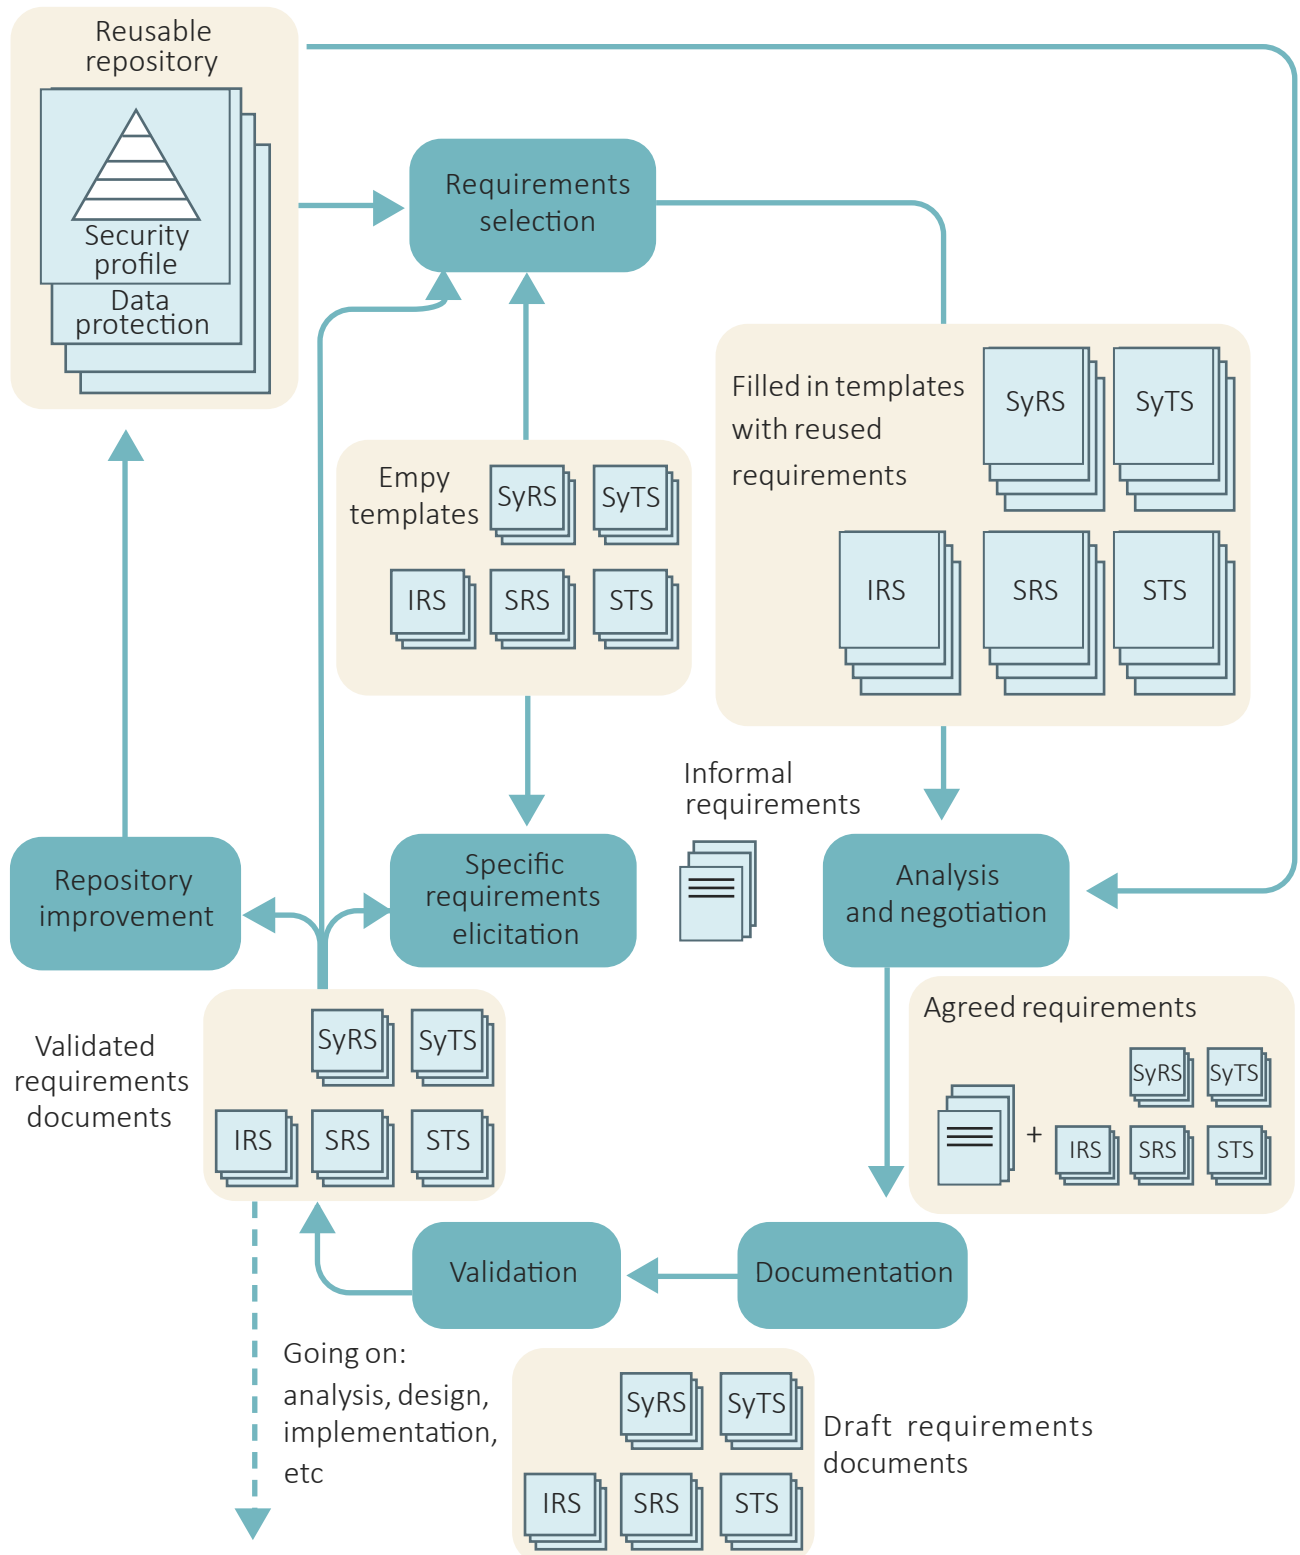 Reusable
repository
Security
profile
Data
protection
Requirements
selection
Empy
templates
SyRS
SyTS
IRS
SRS
STS
Filled in templates
with reused
requirements
SyRS
SyTS
IRS
SRS
STS
Informal
requirements
Repository
improvement
Specific
requirements
elicitation
Analysis
and negotiation
Validated
requirements
documents
SyRS
SyTS
IRS
SRS
STS
Agreed requirements
SyRS
SyTS
+
IRS
SRS
STS
Validation
Documentation
Going on:
analysis, design,
implementation,
etc
SyRS
SyTS
IRS
SRS
STS
Draft requirements
documents